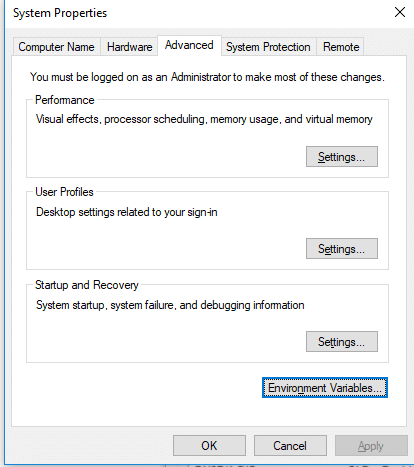 System Properties
Computer Name Hardware Advanced System Protection Remote
You must be logged on as an Administrator to make most of these changes.
Performance
Visual effects, processor scheduling, memory usage, and virtual memory
Settings...
User Profiles
Desktop settings related to your sign-in
Settings...
Startup and Recovery
System startup, system failure, and debugging information
Settings...
Environment Variables...
OK Cancel Apply